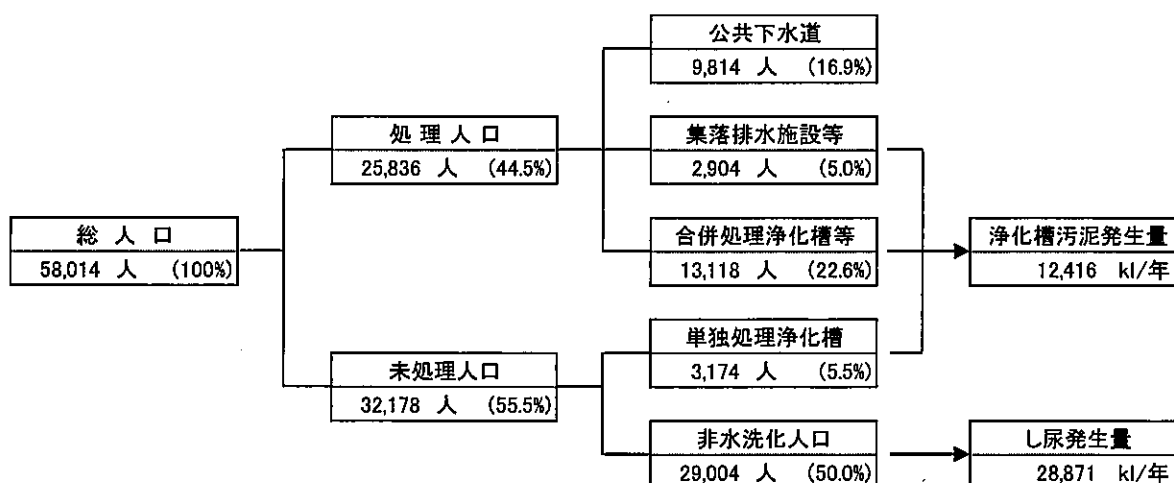 公共下水道
9,814 人 (16.9%)
処理人口
25,836 人 (44.5%)
集落排水施設等
2,904 人 (5.0%)
総人口
58,014 人 (100%)
合併処理浄化槽等
13,118 人 (22.6%)
浄化槽汚泥発生量
12,416 kl/年
未処理人口
32,178 人 (55.5%)
単独処理浄化槽
3,174 人 (5.5%)
非水洗化人口
29,004 人 (50.0%)
し尿発生量
28,871 kl/年